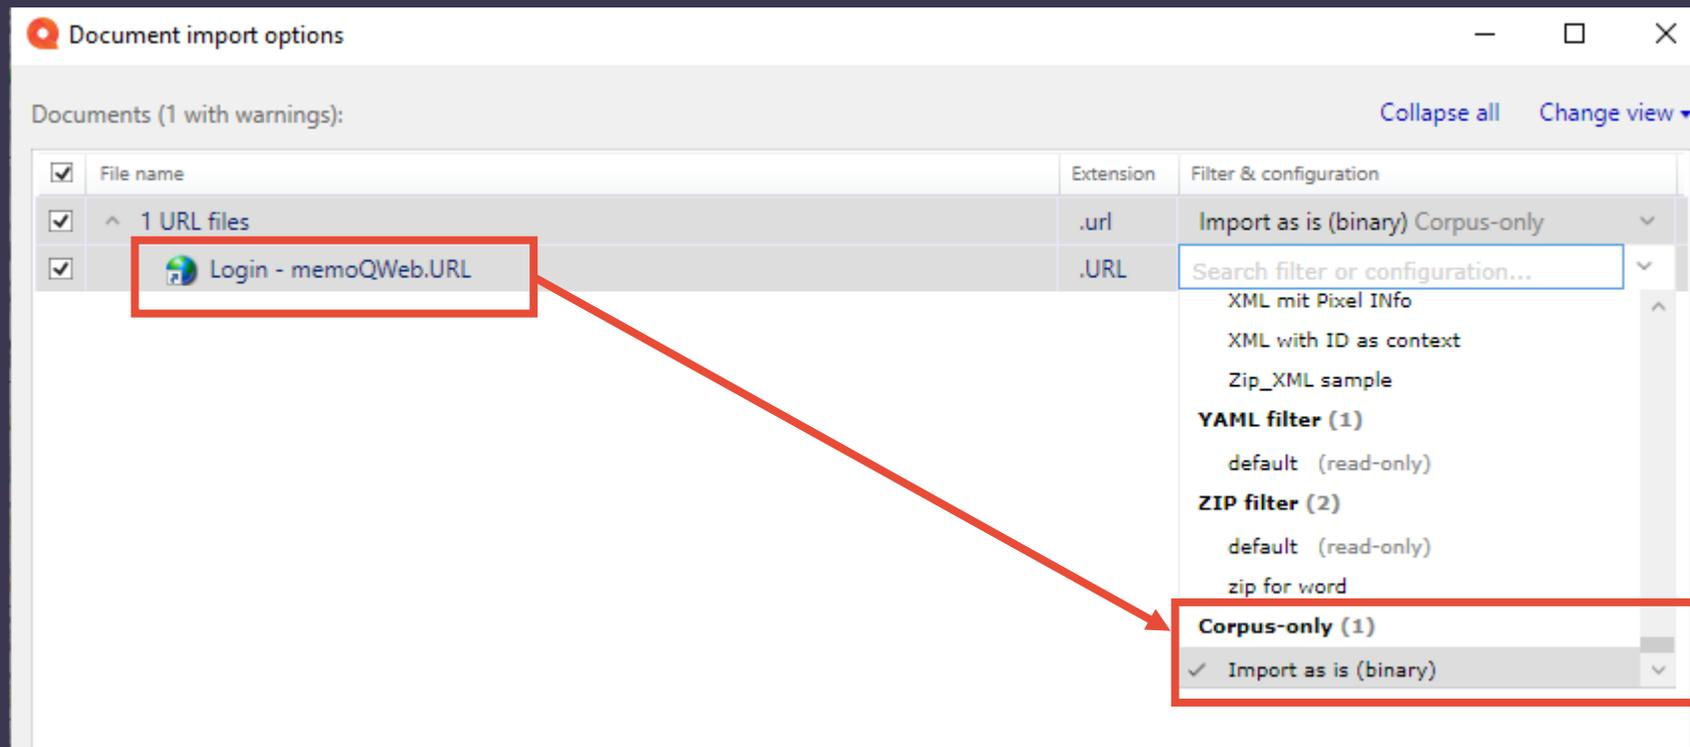 Document import options
Documents (1 with warnings):
Collapse all Change view
File name Extension Filter & configuration
1 URL files .url Import as is (binary) Corpus-only
Login - memoQWeb.URL .URL Search filter or configuration...
XML mit Pixel INfo
XML with ID as context
Zip_XML sample
YAML filter (1)
default (read-only)
ZIP filter (2)
default (read-only)
zip for word
Corpus-only (1)
Import as is (binary)